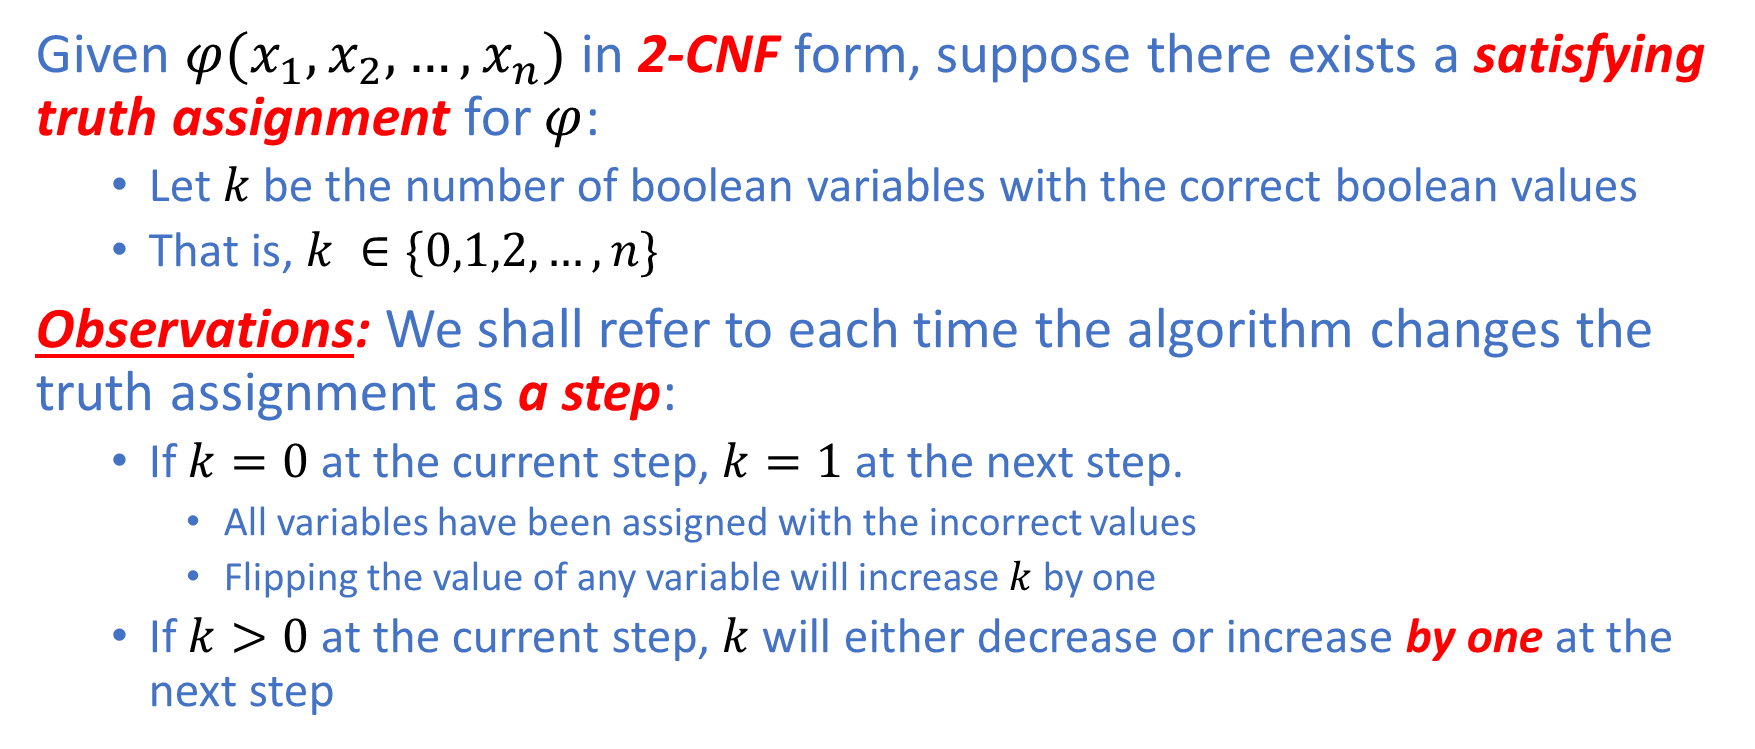 Given φ(x₁, x₂, … , xₙ) in 2-CNF form, suppose there exists a satisfying
truth assignment for φ:
• Let k be the number of boolean variables with the correct boolean values
• That is, k ∈ {0,1,2, … , n}
Observations: We shall refer to each time the algorithm changes the
truth assignment as a step:
• If k = 0 at the current step, k = 1 at the next step.
• All variables have been assigned with the incorrect values
• Flipping the value of any variable will increase k by one
• If k > 0 at the current step, k will either decrease or increase by one at the
next step